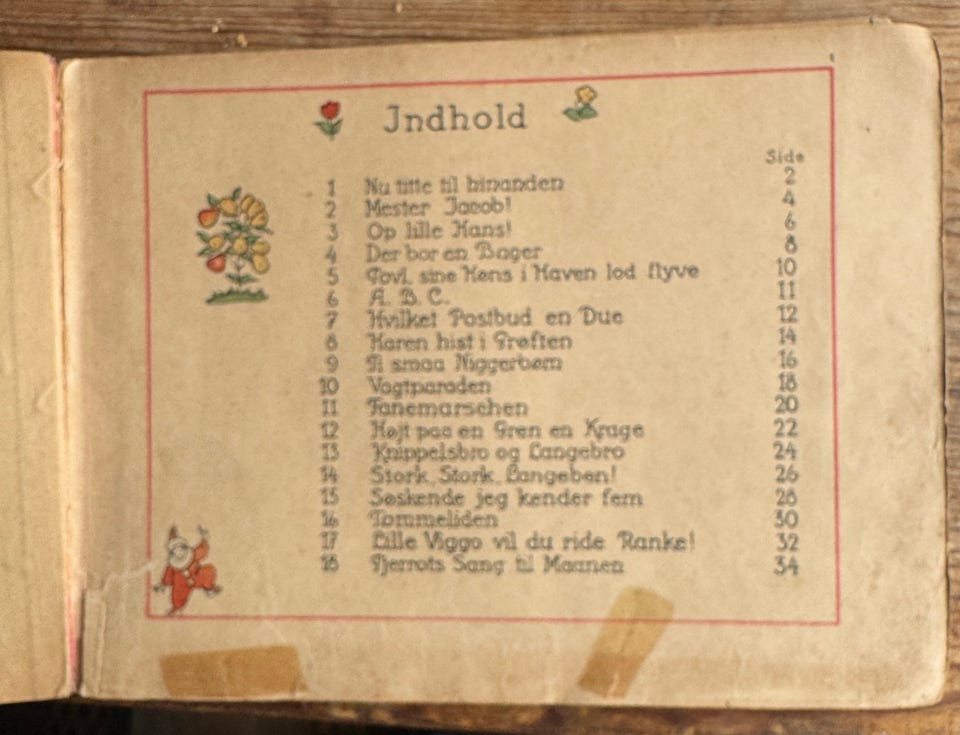 Indhold
Side
1 Nu titte til hinanden 2
2 Mester Jacob! 4
3 Op lille Hans! 6
4 Der bor en Bager 8
5 Povl sine Høns i Haven lod flyve 10
6 A. B. C. 11
7 Hvilket Postbud en Due 12
8 Haren hist i Grøften 14
9 Ti smaa Niggerbørn 16
10 Vagtparaden 18
11 Fanemarschen 20
12 Højt paa en Gren en Krage 22
13 Knippelsbro og Langebro 24
14 Stork, Stork, Langeben! 26
15 Søskende jeg kender fem 28
16 Tommeliden 30
17 Lille Viggo vil du ride Ranke! 32
18 Pjerrots Sang til Maanen 34